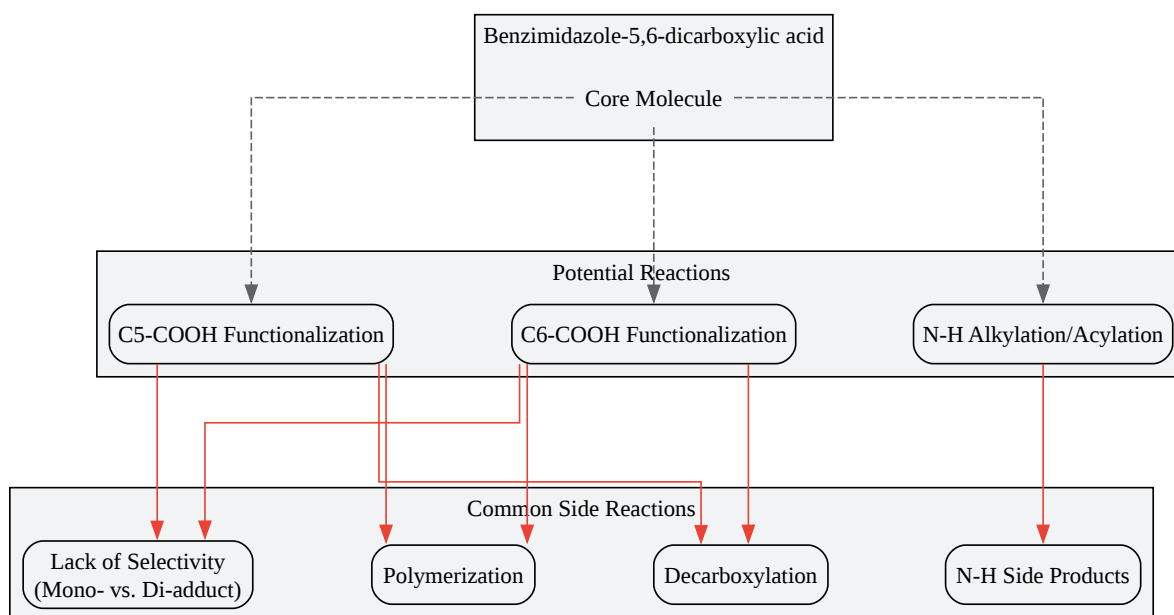 Benzimidazole-5,6-dicarboxylic acid
Core Molecule
Potential Reactions
C5-COOH Functionalization
C6-COOH Functionalization
N-H Alkylation/Acylation
Common Side Reactions
Lack of Selectivity
(Mono- vs. Di-adduct)
Polymerization
Decarboxylation
N-H Side Products